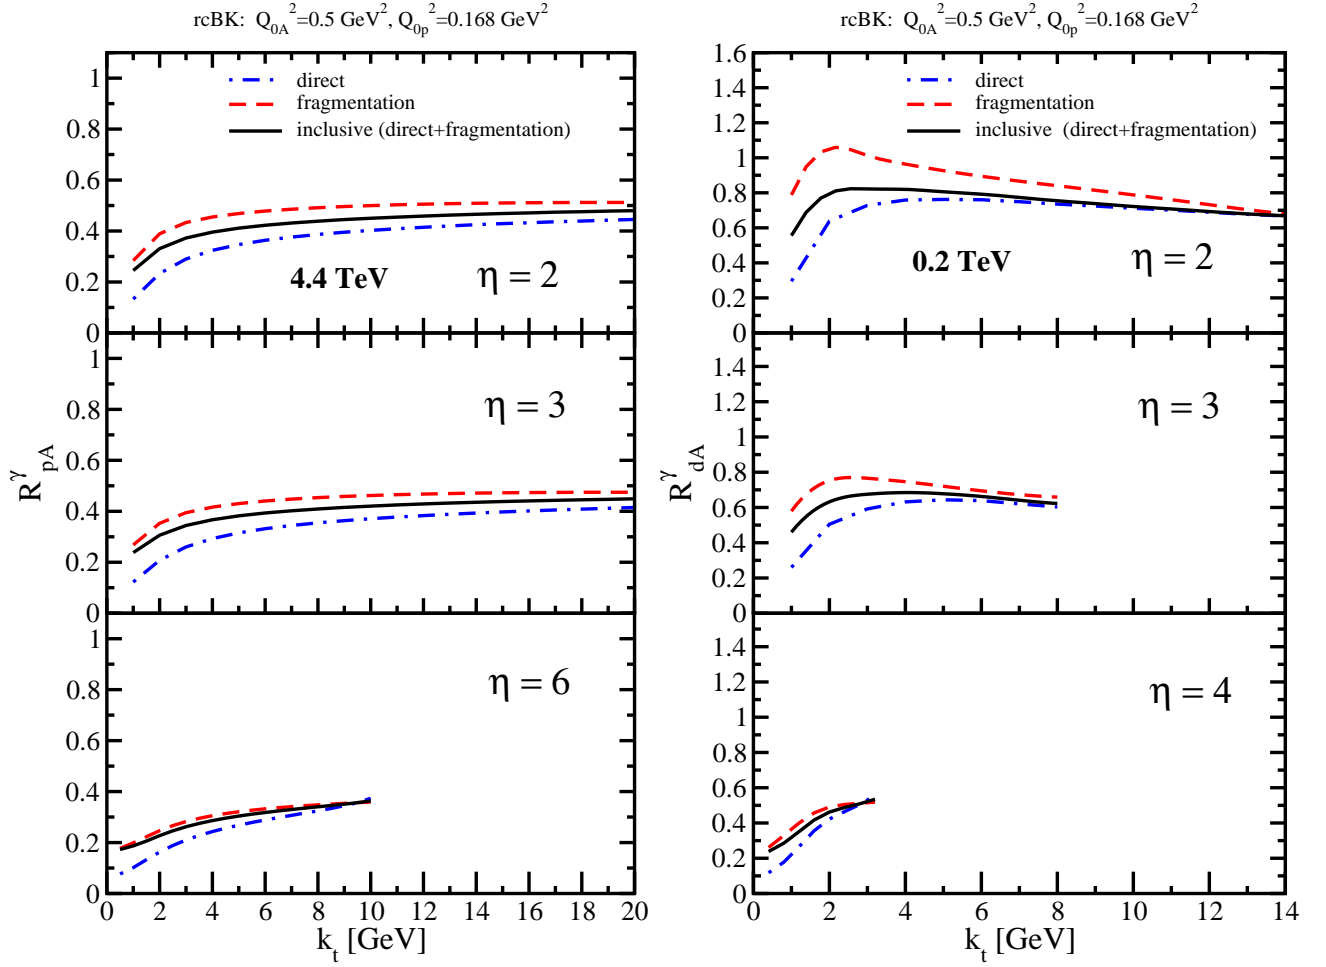 rcBK: Q₀A²=0.5 GeV², Q₀p²=0.168 GeV²
direct
fragmentation
inclusive (direct+fragmentation)
1
0.8
0.6
0.4
0.2
0
4.4 TeV
η = 2
1
0.8
0.6
0.4
0.2
0
η = 3
1
0.8
0.6
0.4
0.2
0
η = 6
R^γ_pA
0 2 4 6 8 10 12 14 16 18 20
k_t [GeV]
rcBK: Q₀A²=0.5 GeV², Q₀p²=0.168 GeV²
direct
fragmentation
inclusive (direct+fragmentation)
1.6
1.4
1.2
1
0.8
0.6
0.4
0.2
0
0.2 TeV
η = 2
1.4
1.2
1
0.8
0.6
0.4
0.2
0
η = 3
1.4
1.2
1
0.8
0.6
0.4
0.2
0
η = 4
R^γ_dA
0 2 4 6 8 10 12 14
k_t [GeV]